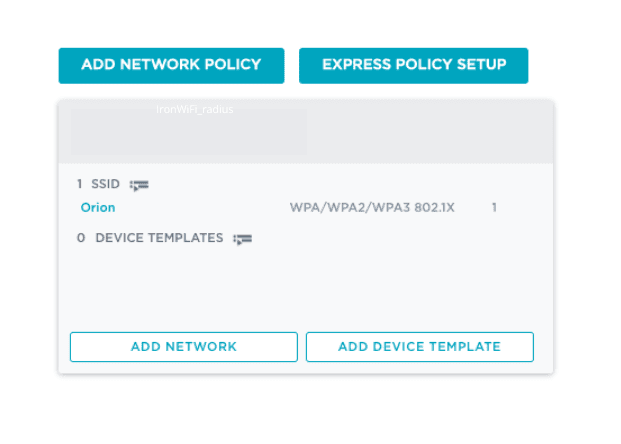 ADD NETWORK POLICY EXPRESS POLICY SETUP
IronWiFi_radius
1 SSID
Orion WPA/WPA2/WPA3 802.1X 1
0 DEVICE TEMPLATES
ADD NETWORK ADD DEVICE TEMPLATE